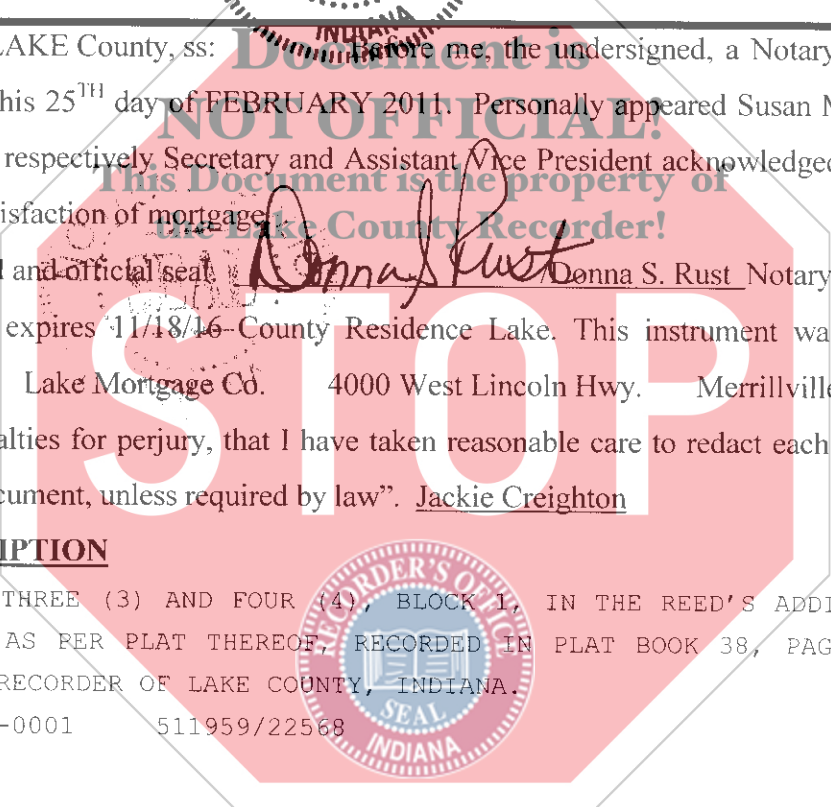 INDIANA
LAKE County, ss: Before me, the undersigned, a Notary
his 25TH day of FEBRUARY 2011. Personally appeared Susan M
respectively Secretary and Assistant Vice President acknowledged
isfaction of mortgage.
and official seal Donna S Rust /Donna S. Rust Notary
expires 11/18/16 County Residence Lake. This instrument wa
Lake Mortgage Co. 4000 West Lincoln Hwy. Merrillville
alties for perjury, that I have taken reasonable care to redact each
cument, unless required by law”. Jackie Creighton
IPTION
THREE (3) AND FOUR (4), BLOCK 1, IN THE REED'S ADDI
AS PER PLAT THEREOF, RECORDED IN PLAT BOOK 38, PAG
RECORDER OF LAKE COUNTY, INDIANA.
-0001 511959/22568
Document is
NOT OFFICIAL!
This Document is the property of
the Lake County Recorder!
STOP
RECORDER'S OFFICE
SEAL
INDIANA